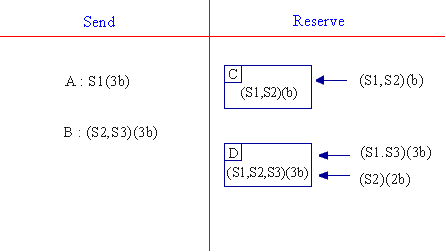 Send
Reserve
A : S1(3b)
B : (S2,S3)(3b)
C
(S1,S2)(b)
(S1,S2)(b)
D
(S1,S2,S3)(3b)
(S1.S3)(3b)
(S2)(2b)